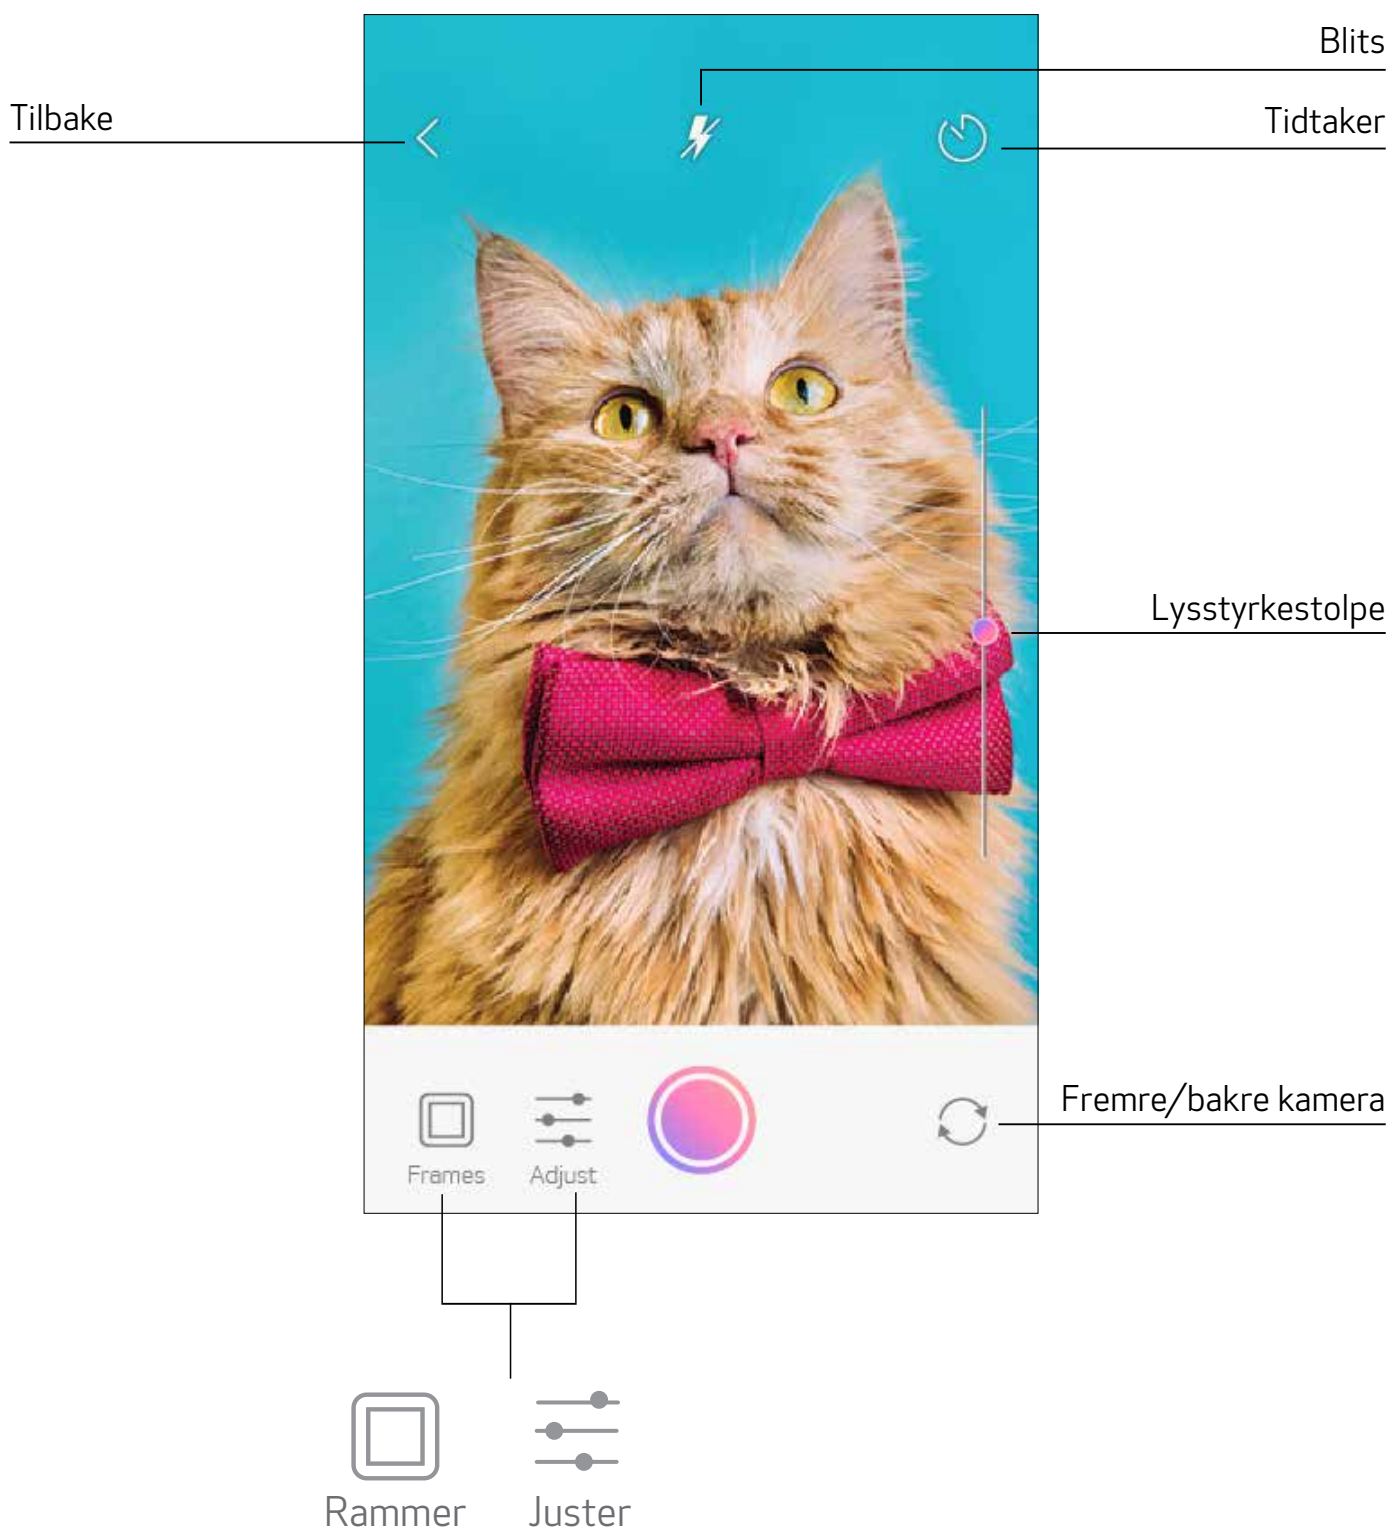 Blits
Tilbake
Tidtaker
Lysstyrkestolpe
Fremre/bakre kamera
Frames
Adjust
Rammer
Juster